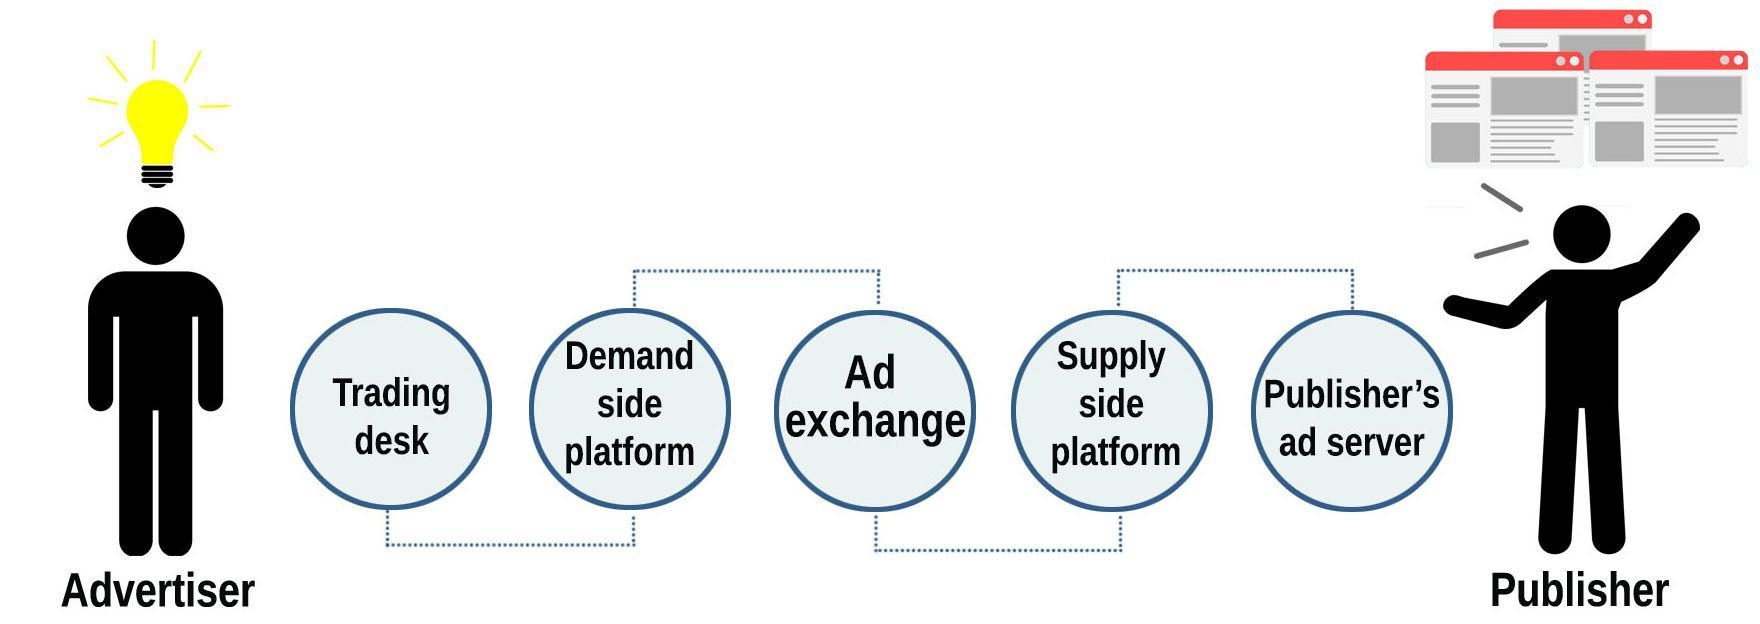 Trading
desk
Demand
side
platform
Ad
exchange
Supply
side
platform
Publisher’s
ad server
Advertiser
Publisher